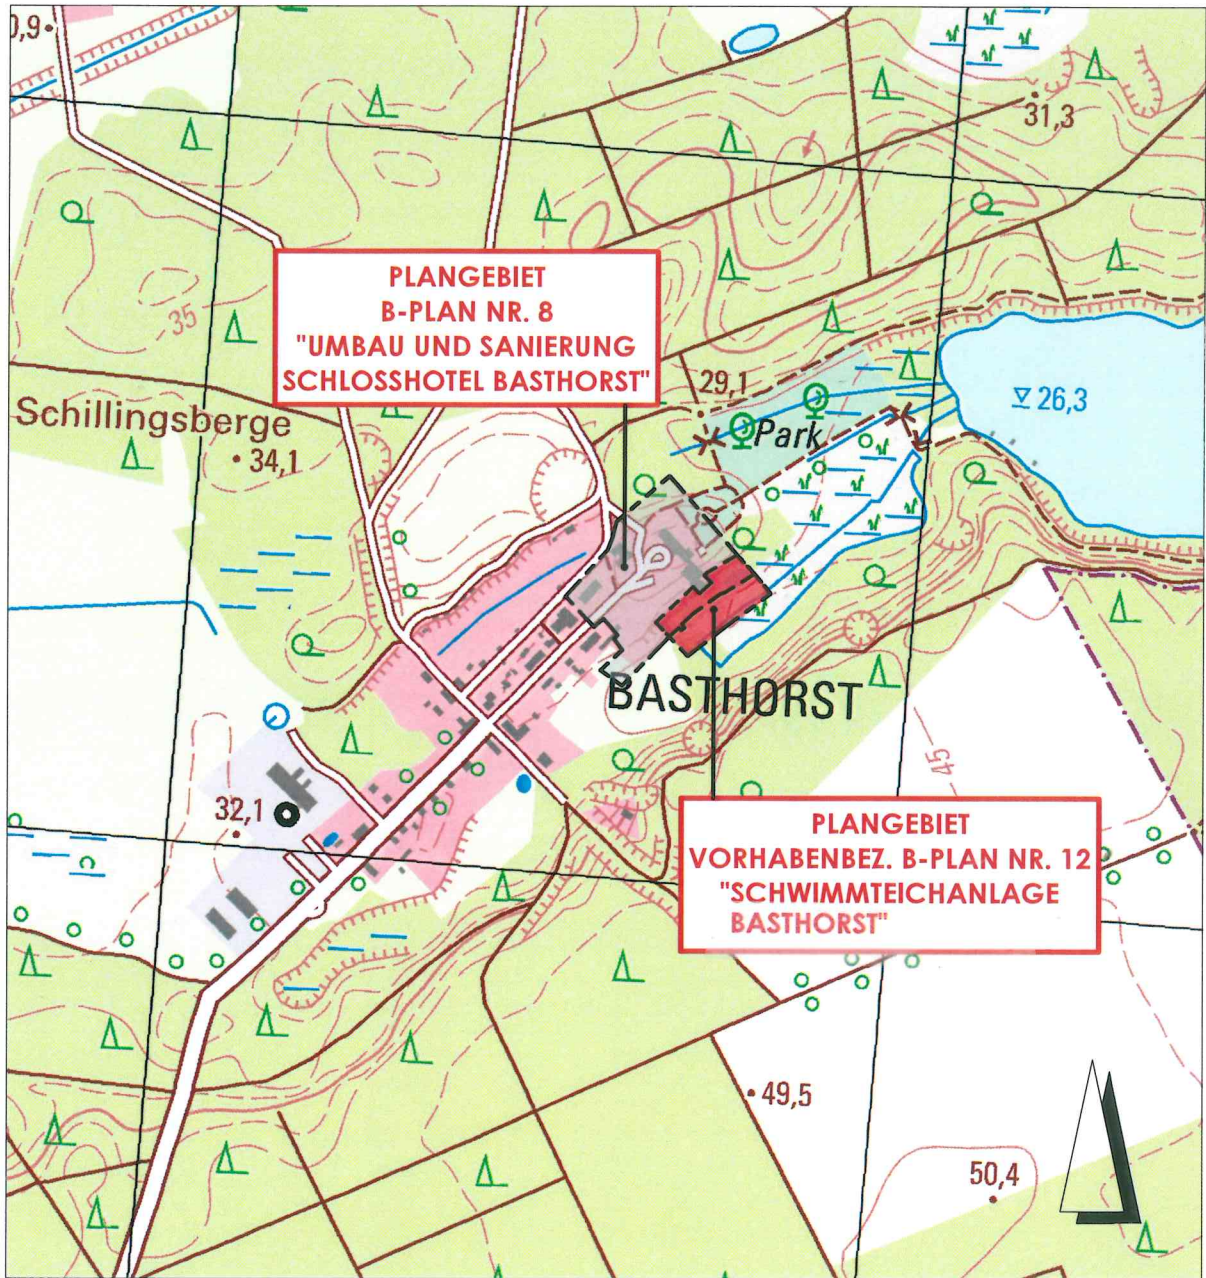 0,9
31,3
PLANGEBIET
B-PLAN NR. 8
"UMBAU UND SANIERUNG
SCHLOSSHOTEL BASTHORST"
35
29,1
26,3
Schillingsberge
34,1
Park
BASTHORST
45
32,1
PLANGEBIET
VORHABENBEZ. B-PLAN NR. 12
"SCHWIMMTEICHANLAGE
BASTHORST"
49,5
50,4